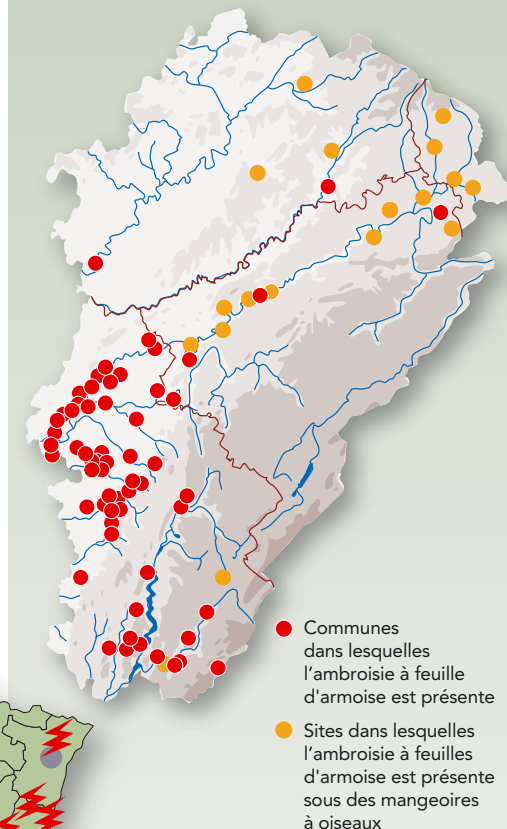 Communes
dans lesquelles
l'ambroisie à feuille
d'armoise est présente
Sites dans lesquelles
l'ambroisie à feuilles
d'armoise est présente
sous des mangeoires
à oiseaux